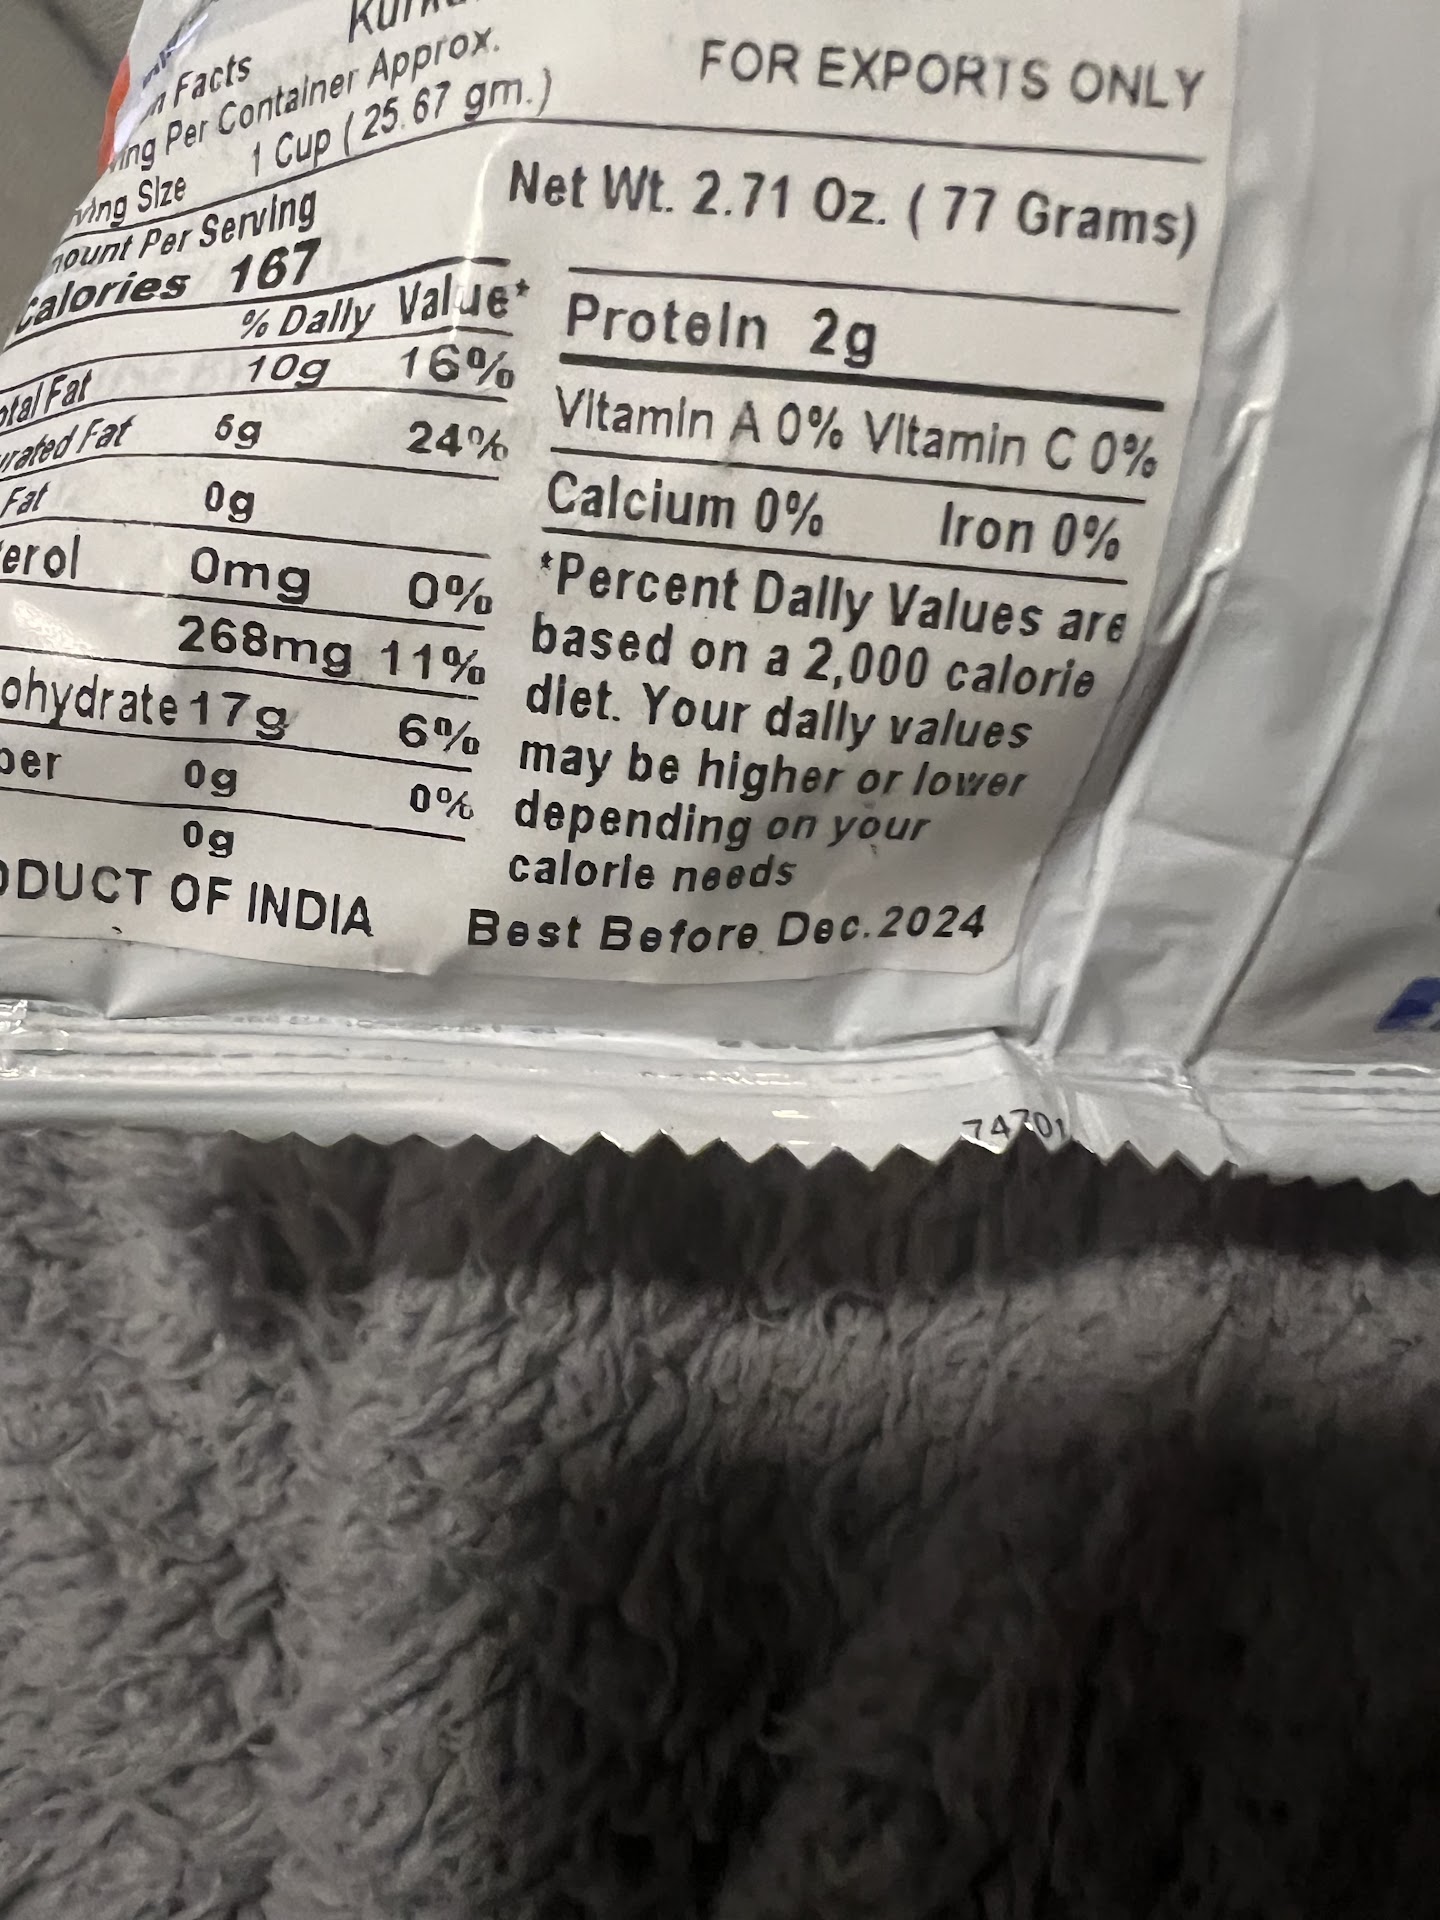 Facts
Per Container Approx.
Size 1 Cup (25.67 gm.)
Per Serving
Calories 167
% Daily Value*
Fat 10g 16%
Fat 5g 24%
Fat 0g
0mg 0%
268mg 11%
17g 6%
0g 0%
0g
OF INDIA
FOR EXPORTS ONLY
Net Wt. 2.71 Oz. ( 77 Grams)
Protein 2g
Vitamin A 0% Vitamin C 0%
Calcium 0% Iron 0%
*Percent Daily Values are
based on a 2,000 calorie
diet. Your daily values
may be higher or lower
depending on your
calorie needs
Best Before Dec.2024
74701